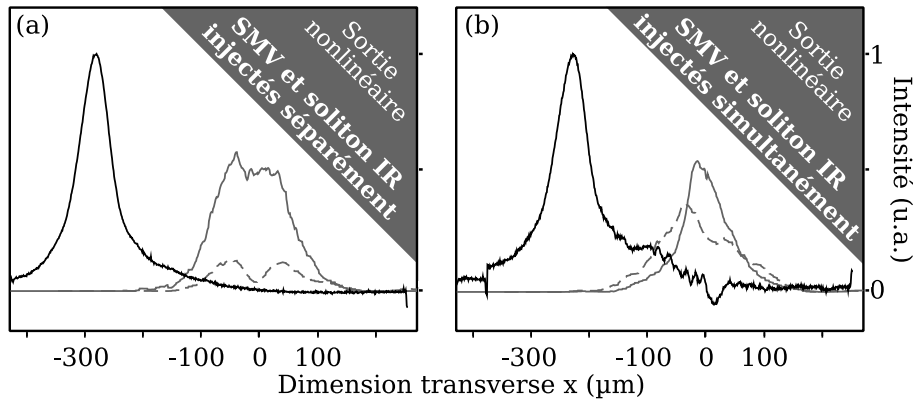 (a)
SMV et soliton IR
injectés séparément
Sortie
nonlinéaire
(b)
SMV et soliton IR
injectés simultanément
Sortie
nonlinéaire
1
0
Intensité (u.a.)
-300 -100 0 100
-300 -100 0 100
Dimension transverse x (µm)